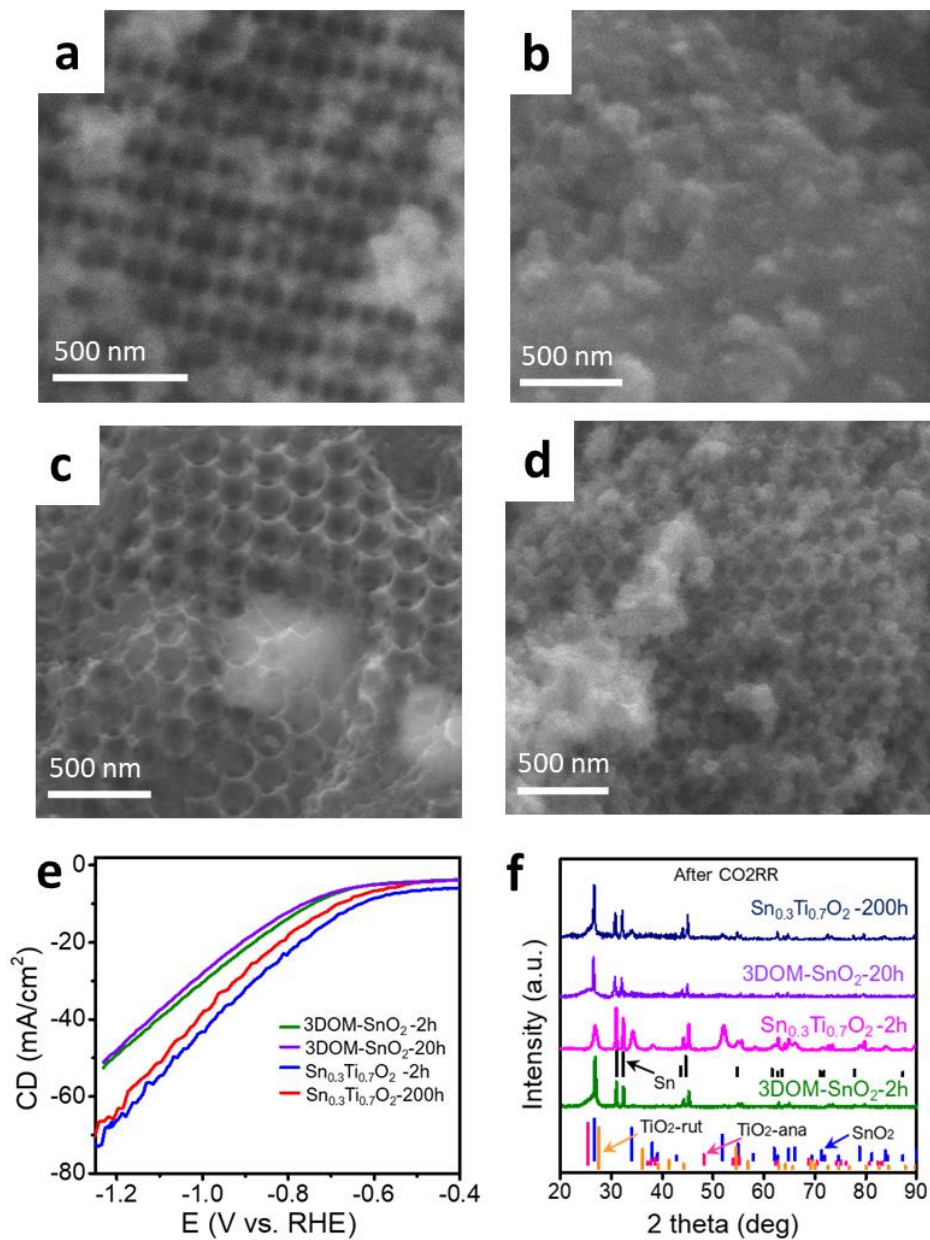 a
b
500 nm
500 nm
c
d
500 nm
500 nm
e
0
-20
-40
-60
-80
CD (mA/cm²)
3DOM-SnO₂-2h
3DOM-SnO₂-20h
Sn₀.₃Ti₀.₇O₂ -2h
Sn₀.₃Ti₀.₇O₂-200h
-1.2 -1.0 -0.8 -0.6 -0.4
E (V vs. RHE)
f
After CO2RR
Sn₀.₃Ti₀.₇O₂ -200h
3DOM-SnO₂-20h
Sn₀.₃Ti₀.₇O₂-2h
Sn
3DOM-SnO₂-2h
TiO₂-rut TiO₂-ana SnO₂
Intensity (a.u.)
20 30 40 50 60 70 80 90
2 theta (deg)